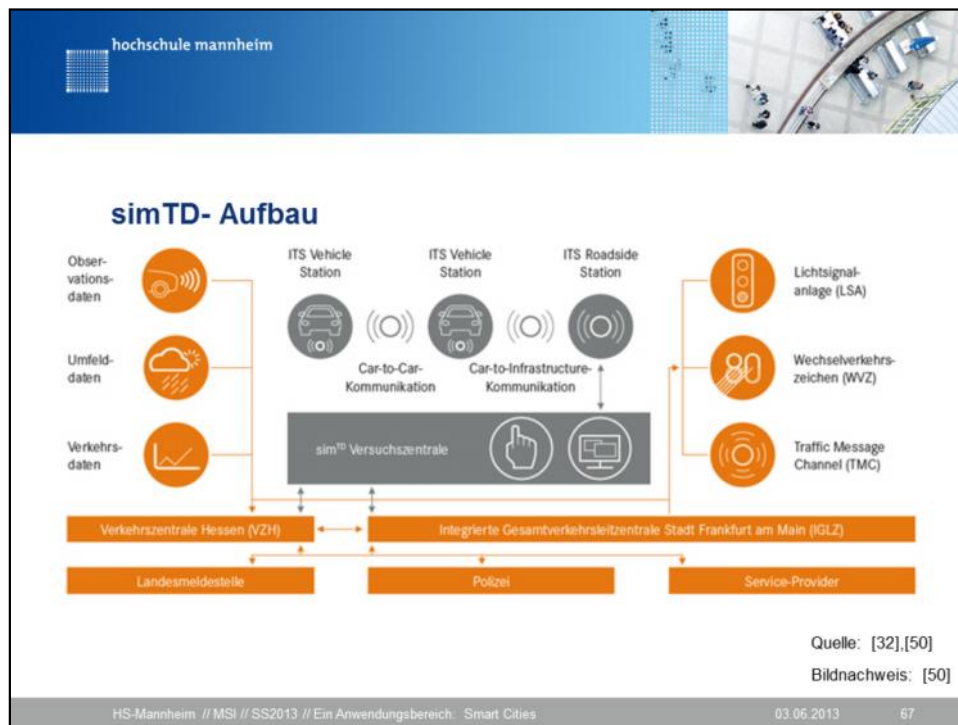 hochschule mannheim
simTD- Aufbau
Obser-
vations-
daten
Umfeld-
daten
Verkehrs-
daten
ITS Vehicle
Station
ITS Vehicle
Station
ITS Roadside
Station
Car-to-Car-
Kommunikation
Car-to-Infrastructure-
Kommunikation
simTD Versuchszentrale
Lichtsignal-
anlage (LSA)
Wechselverkehrs-
zeichen (WVZ)
Traffic Message
Channel (TMC)
Verkehrszentrale Hessen (VZH)
Integrierte Gesamtverkehrsleitzentrale Stadt Frankfurt am Main (IGLZ)
Landesmeldestelle
Polizei
Service-Provider
Quelle: [32],[50]
Bildnachweis: [50]
HS-Mannheim // MSI // SS2013 // Ein Anwendungsbereich: Smart Cities
03.06.2013
67